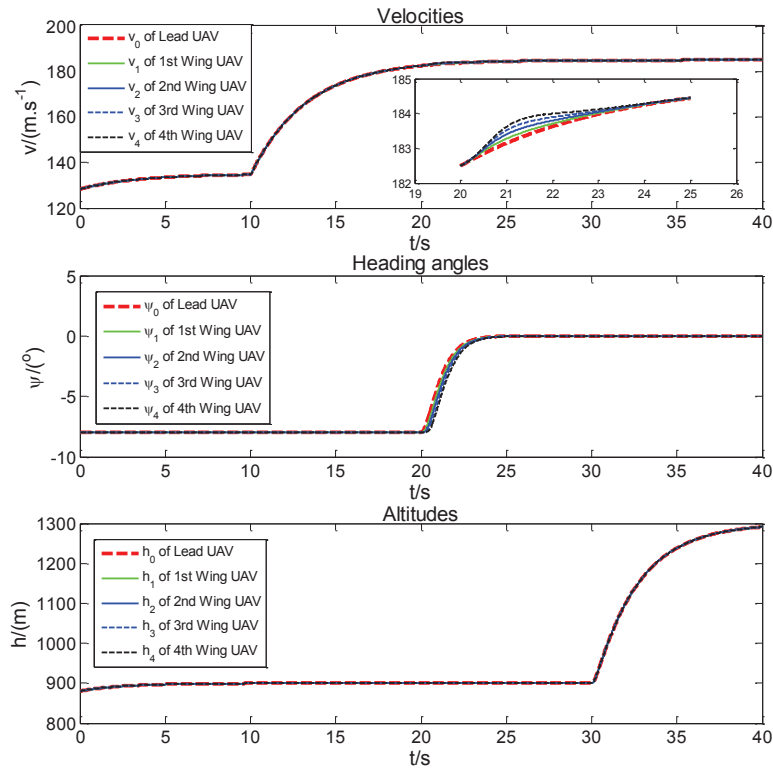 Velocities
v/(m.s⁻¹)
200
180
160
140
120
v₀ of Lead UAV
v₁ of 1st Wing UAV
v₂ of 2nd Wing UAV
v₃ of 3rd Wing UAV
v₄ of 4th Wing UAV
185
184
183
182
19 20 21 22 23 24 25 26
0 5 10 15 20 25 30 35 40
t/s
Heading angles
ψ/(°)
5
0
-5
-10
ψ₀ of Lead UAV
ψ₁ of 1st Wing UAV
ψ₂ of 2nd Wing UAV
ψ₃ of 3rd Wing UAV
ψ₄ of 4th Wing UAV
0 5 10 15 20 25 30 35 40
t/s
Altitudes
h/(m)
1300
1200
1100
1000
900
800
h₀ of Lead UAV
h₁ of 1st Wing UAV
h₂ of 2nd Wing UAV
h₃ of 3rd Wing UAV
h₄ of 4th Wing UAV
0 5 10 15 20 25 30 35 40
t/s